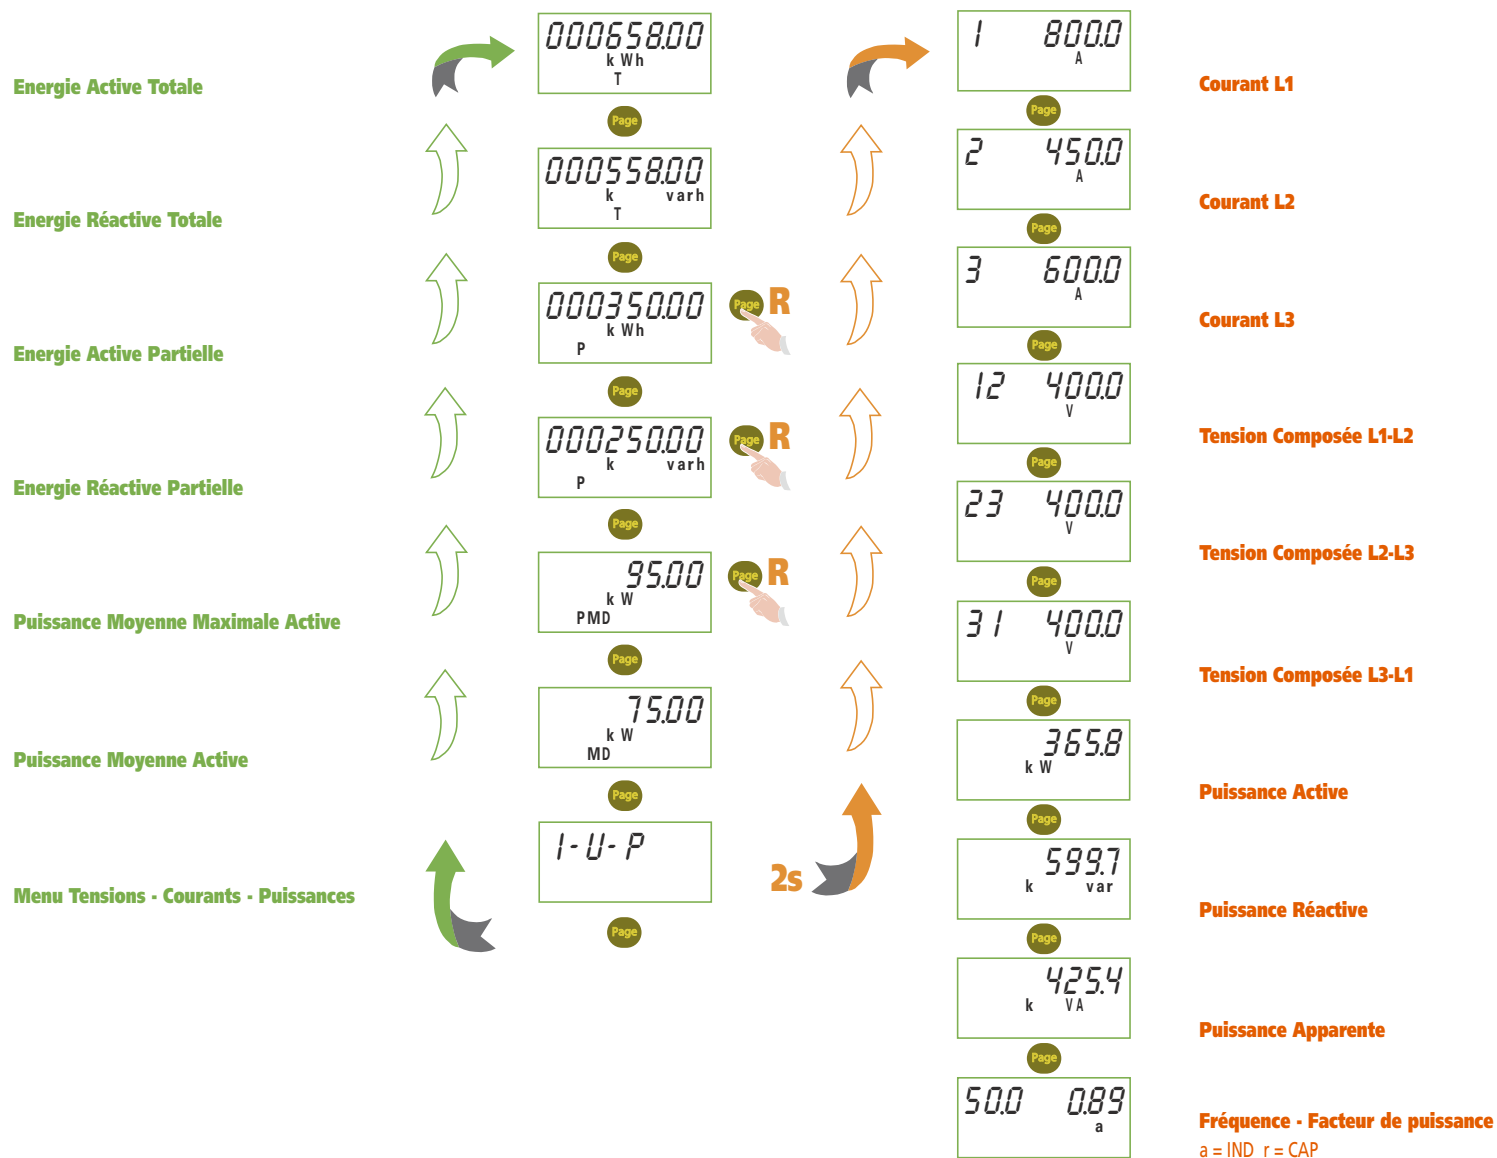 Energie Active Totale
000658.00
k Wh
T
Page
Energie Réactive Totale
000558.00
k varh
T
Page
Energie Active Partielle
000350.00
k Wh
P
Page R
Page
Energie Réactive Partielle
000250.00
k varh
P
Page R
Page
Puissance Moyenne Maximale Active
95.00
k W
PMD
Page R
Page
Puissance Moyenne Active
75.00
k W
MD
Page
Menu Tensions - Courants - Puissances
I-U-P
Page
2s
1 800.0
A
Courant L1
Page
2 450.0
A
Courant L2
Page
3 600.0
A
Courant L3
Page
12 400.0
V
Tension Composée L1-L2
Page
23 400.0
V
Tension Composée L2-L3
Page
31 400.0
V
Tension Composée L3-L1
Page
365.8
k W
Puissance Active
Page
599.7
k var
Puissance Réactive
Page
425.4
k VA
Puissance Apparente
Page
50.0 0.89
a
Fréquence - Facteur de puissance
a = IND r = CAP